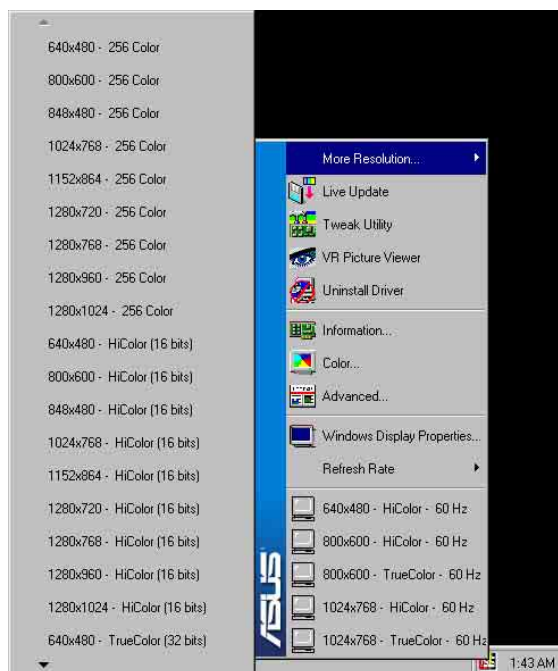 640x480 - 256 Color
800x600 - 256 Color
848x480 - 256 Color
1024x768 - 256 Color
1152x864 - 256 Color
1280x720 - 256 Color
1280x768 - 256 Color
1280x960 - 256 Color
1280x1024 - 256 Color
640x480 - HiColor (16 bits)
800x600 - HiColor (16 bits)
848x480 - HiColor (16 bits)
1024x768 - HiColor (16 bits)
1152x864 - HiColor (16 bits)
1280x720 - HiColor (16 bits)
1280x768 - HiColor (16 bits)
1280x960 - HiColor (16 bits)
1280x1024 - HiColor (16 bits)
640x480 - TrueColor (32 bits)
ASUS
More Resolution...
Live Update
Tweak Utility
VR Picture Viewer
Uninstall Driver
Information...
Color...
Advanced...
Windows Display Properties...
Refresh Rate
640x480 - HiColor - 60 Hz
800x600 - HiColor - 60 Hz
800x600 - TrueColor - 60 Hz
1024x768 - HiColor - 60 Hz
1024x768 - TrueColor - 60 Hz
1:43 AM